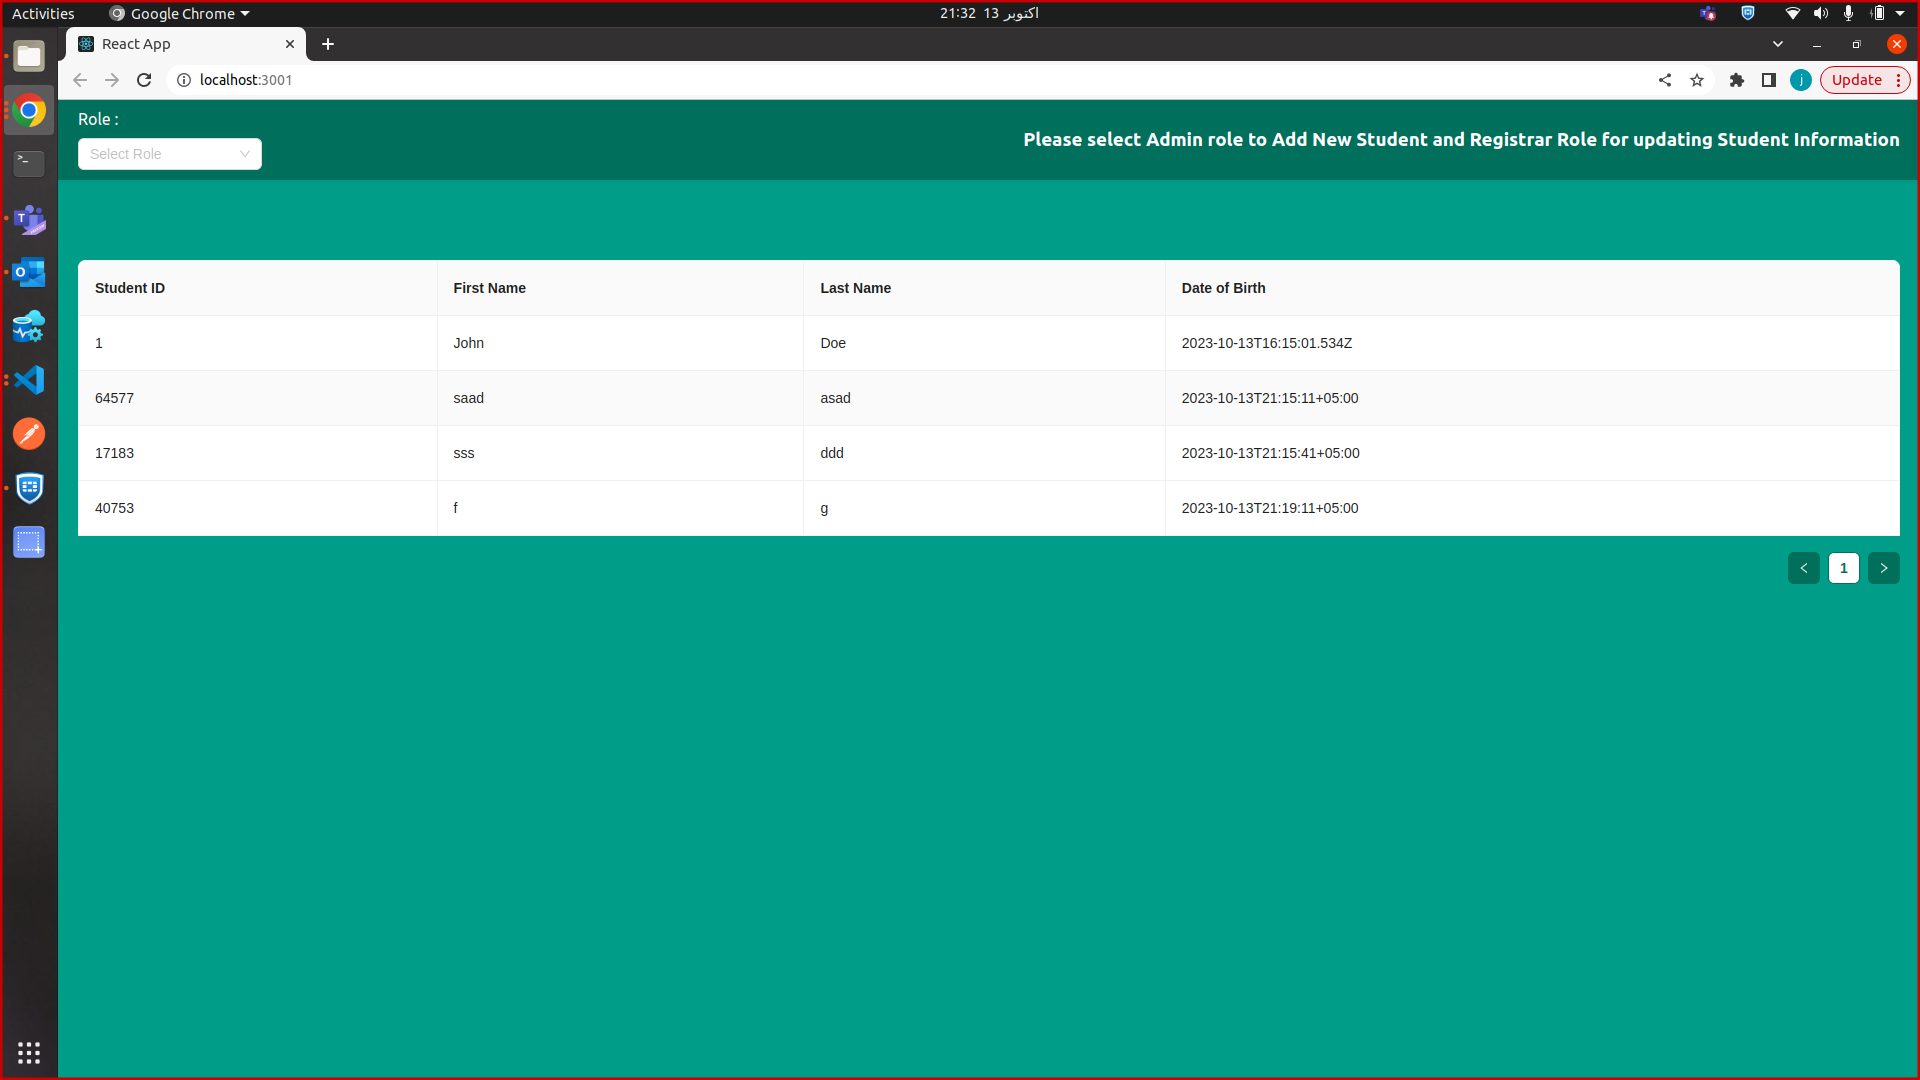 Activities Google Chrome 21:32 13 اکتوبر
React App
localhost:3001 j Update
Role :
Select Role
Please select Admin role to Add New Student and Registrar Role for updating Student Information
Student ID First Name Last Name Date of Birth
1 John Doe 2023-10-13T16:15:01.534Z
64577 saad asad 2023-10-13T21:15:11+05:00
17183 sss ddd 2023-10-13T21:15:41+05:00
40753 f g 2023-10-13T21:19:11+05:00
1